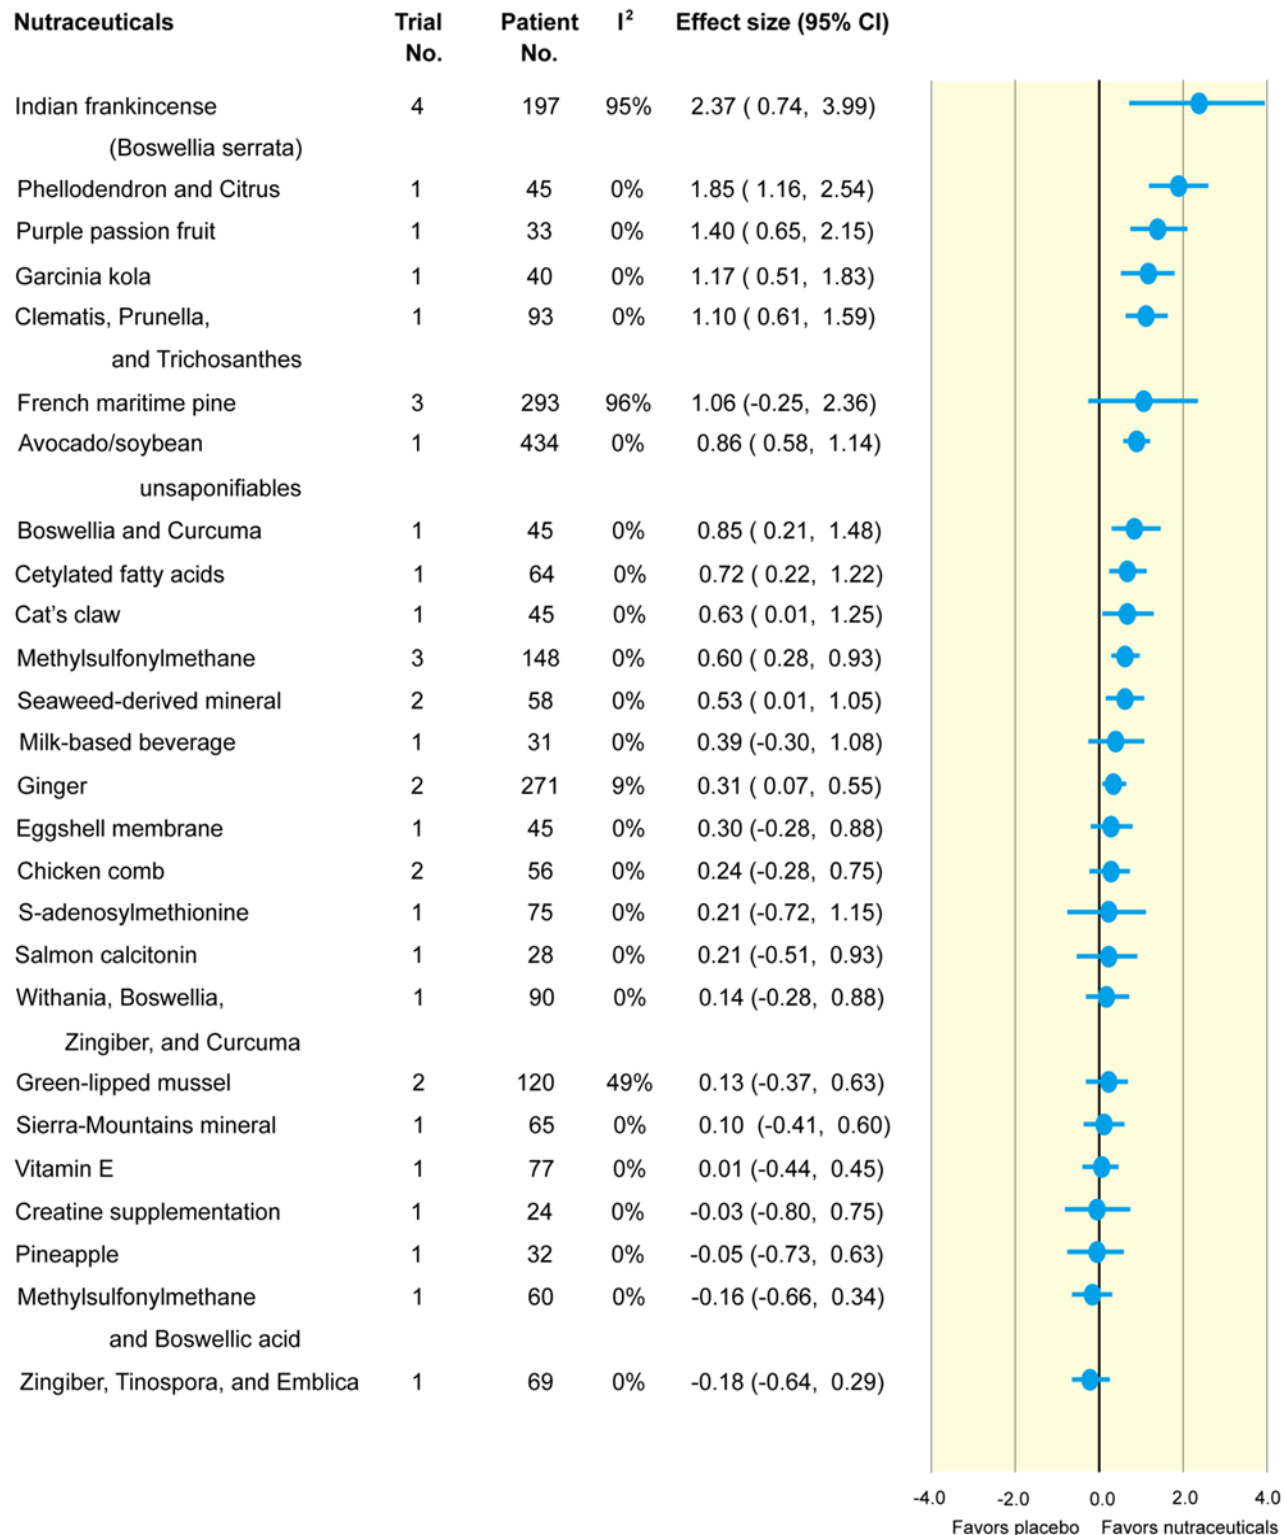 Nutraceuticals Trial Patient I² Effect size (95% CI)
No. No.
Indian frankincense 4 197 95% 2.37 ( 0.74, 3.99)
(Boswellia serrata)
Phellodendron and Citrus 1 45 0% 1.85 ( 1.16, 2.54)
Purple passion fruit 1 33 0% 1.40 ( 0.65, 2.15)
Garcinia kola 1 40 0% 1.17 ( 0.51, 1.83)
Clematis, Prunella, 1 93 0% 1.10 ( 0.61, 1.59)
and Trichosanthes
French maritime pine 3 293 96% 1.06 (-0.25, 2.36)
Avocado/soybean 1 434 0% 0.86 ( 0.58, 1.14)
unsaponifiables
Boswellia and Curcuma 1 45 0% 0.85 ( 0.21, 1.48)
Cetylated fatty acids 1 64 0% 0.72 ( 0.22, 1.22)
Cat’s claw 1 45 0% 0.63 ( 0.01, 1.25)
Methylsulfonylmethane 3 148 0% 0.60 ( 0.28, 0.93)
Seaweed-derived mineral 2 58 0% 0.53 ( 0.01, 1.05)
Milk-based beverage 1 31 0% 0.39 (-0.30, 1.08)
Ginger 2 271 9% 0.31 ( 0.07, 0.55)
Eggshell membrane 1 45 0% 0.30 (-0.28, 0.88)
Chicken comb 2 56 0% 0.24 (-0.28, 0.75)
S-adenosylmethionine 1 75 0% 0.21 (-0.72, 1.15)
Salmon calcitonin 1 28 0% 0.21 (-0.51, 0.93)
Withania, Boswellia, 1 90 0% 0.14 (-0.28, 0.88)
Zingiber, and Curcuma
Green-lipped mussel 2 120 49% 0.13 (-0.37, 0.63)
Sierra-Mountains mineral 1 65 0% 0.10 (-0.41, 0.60)
Vitamin E 1 77 0% 0.01 (-0.44, 0.45)
Creatine supplementation 1 24 0% -0.03 (-0.80, 0.75)
Pineapple 1 32 0% -0.05 (-0.73, 0.63)
Methylsulfonylmethane 1 60 0% -0.16 (-0.66, 0.34)
and Boswellic acid
Zingiber, Tinospora, and Emblica 1 69 0% -0.18 (-0.64, 0.29)
-4.0 -2.0 0.0 2.0 4.0
Favors placebo Favors nutraceuticals